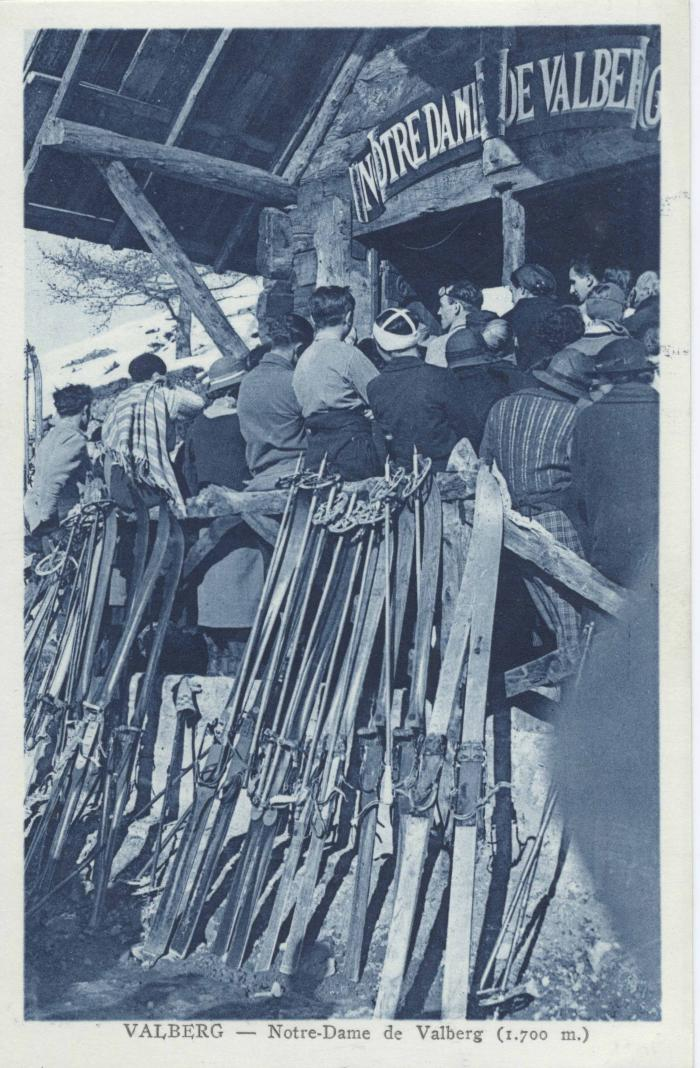 NOTRE DAME DE VALBERG
VALBERG — Notre-Dame de Valberg (1.700 m.)